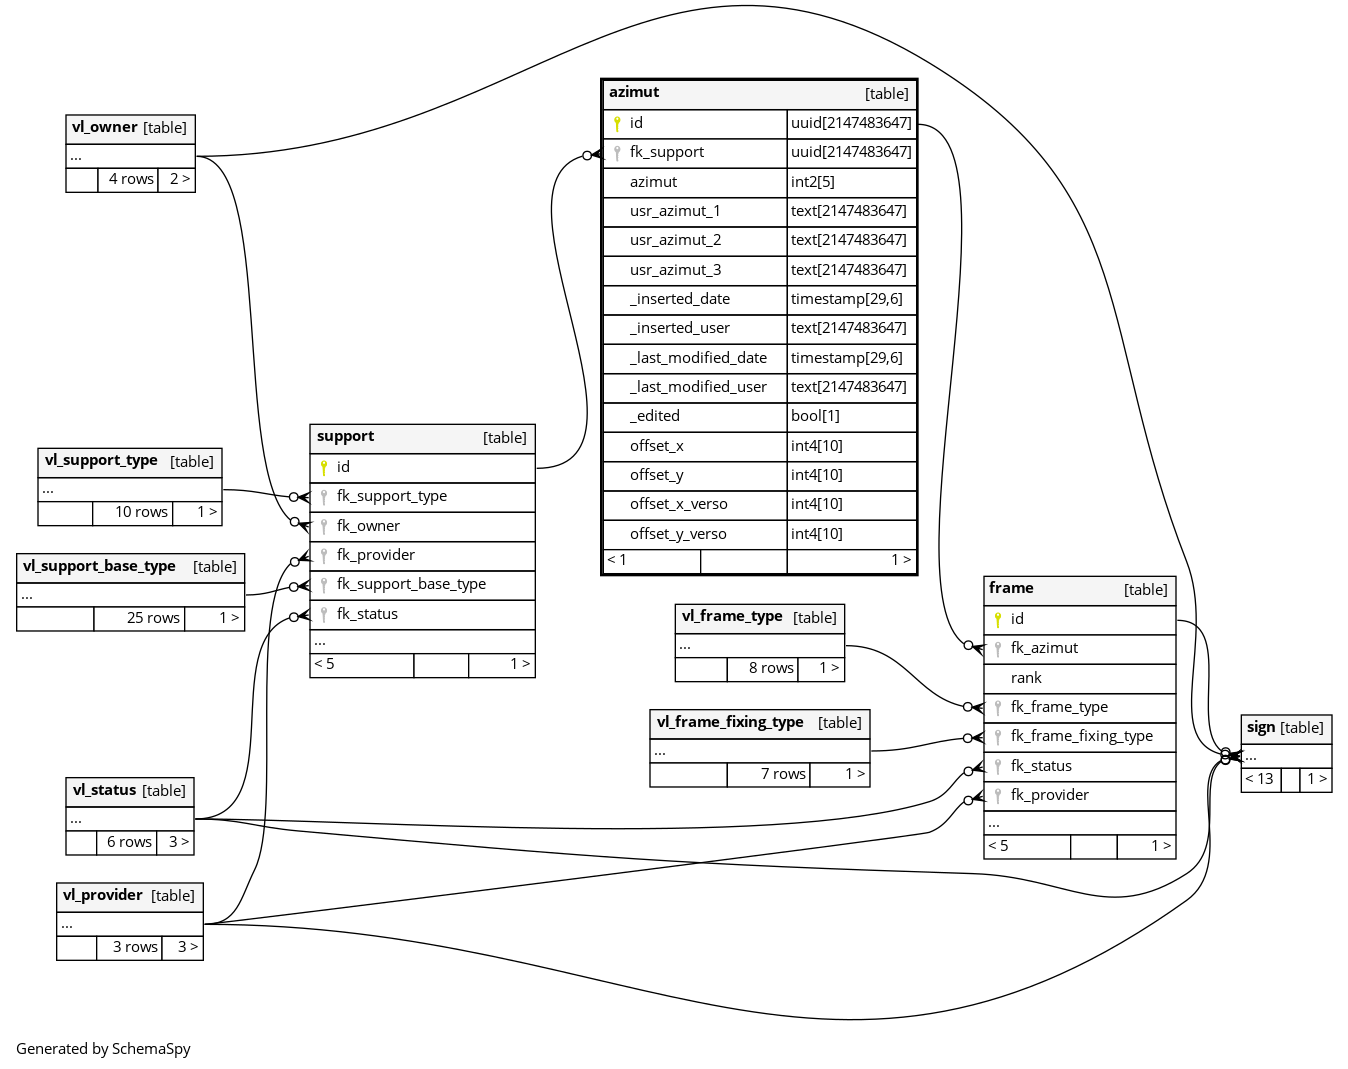 azimut [table]
id uuid[2147483647]
fk_support uuid[2147483647]
azimut int2[5]
usr_azimut_1 text[2147483647]
usr_azimut_2 text[2147483647]
usr_azimut_3 text[2147483647]
_inserted_date timestamp[29,6]
_inserted_user text[2147483647]
_last_modified_date timestamp[29,6]
_last_modified_user text[2147483647]
_edited bool[1]
offset_x int4[10]
offset_y int4[10]
offset_x_verso int4[10]
offset_y_verso int4[10]
< 1 1 >
vl_owner [table]
...
4 rows 2 >
support [table]
id
fk_support_type
fk_owner
fk_provider
fk_support_base_type
fk_status
...
< 5 1 >
vl_support_type [table]
...
10 rows 1 >
vl_support_base_type [table]
...
25 rows 1 >
vl_frame_type [table]
...
8 rows 1 >
vl_frame_fixing_type [table]
...
7 rows 1 >
frame [table]
id
fk_azimut
rank
fk_frame_type
fk_frame_fixing_type
fk_status
fk_provider
...
< 5 1 >
sign [table]
...
< 13 1 >
vl_status [table]
...
6 rows 3 >
vl_provider [table]
...
3 rows 3 >
Generated by SchemaSpy